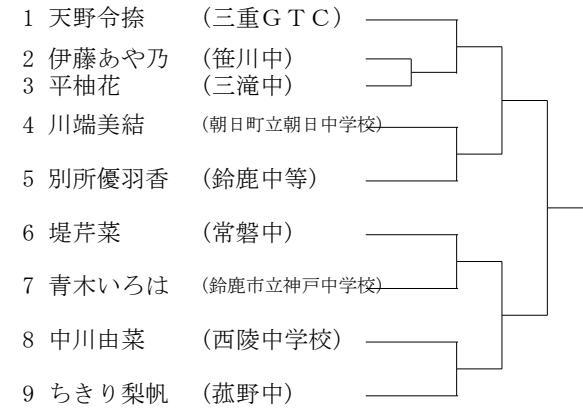 1 天野令捺 (三重ＧＴＣ)
2 伊藤あや乃 (笹川中)
3 平柚花 (三滝中)
4 川端美結 (朝日町立朝日中学校)
5 別所優羽香 (鈴鹿中等)
6 堤芹菜 (常磐中)
7 青木いろは (鈴鹿市立神戸中学校)
8 中川由菜 (西陵中学校)
9 ちきり梨帆 (菰野中)